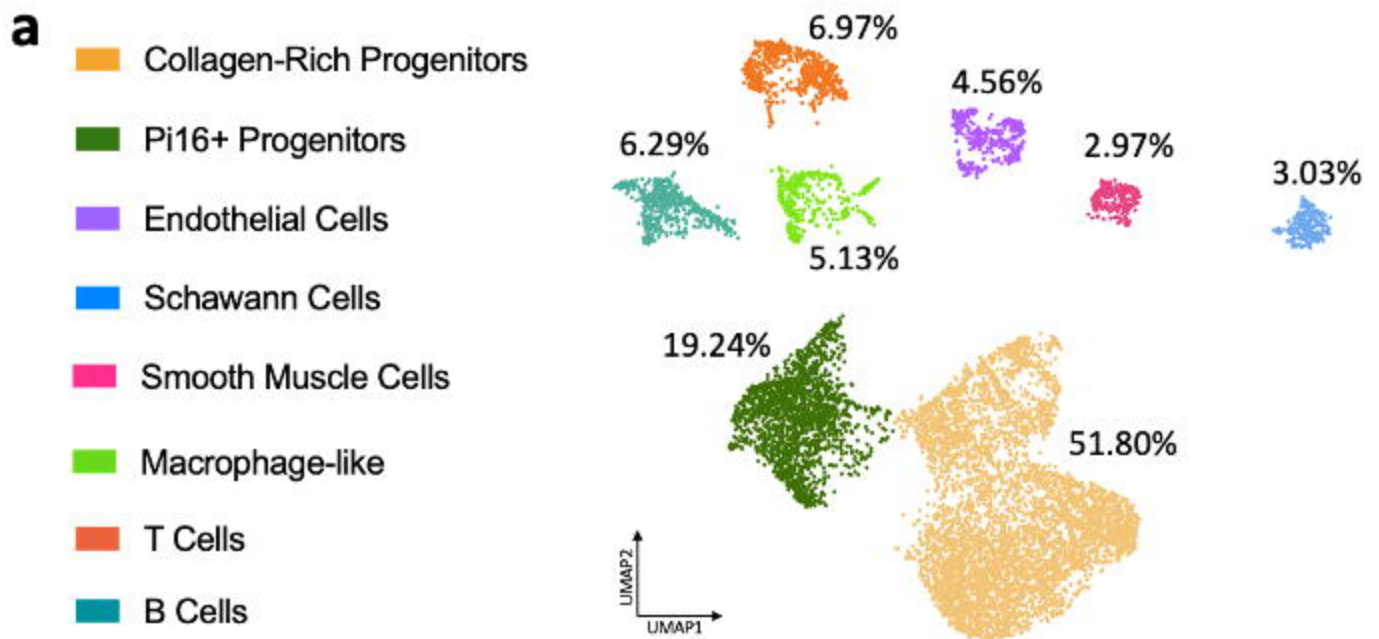 a
Collagen-Rich Progenitors
Pi16+ Progenitors
Endothelial Cells
Schawann Cells
Smooth Muscle Cells
Macrophage-like
T Cells
B Cells
6.97%
4.56%
6.29%
2.97%
3.03%
5.13%
19.24%
51.80%
UMAP2
UMAP1